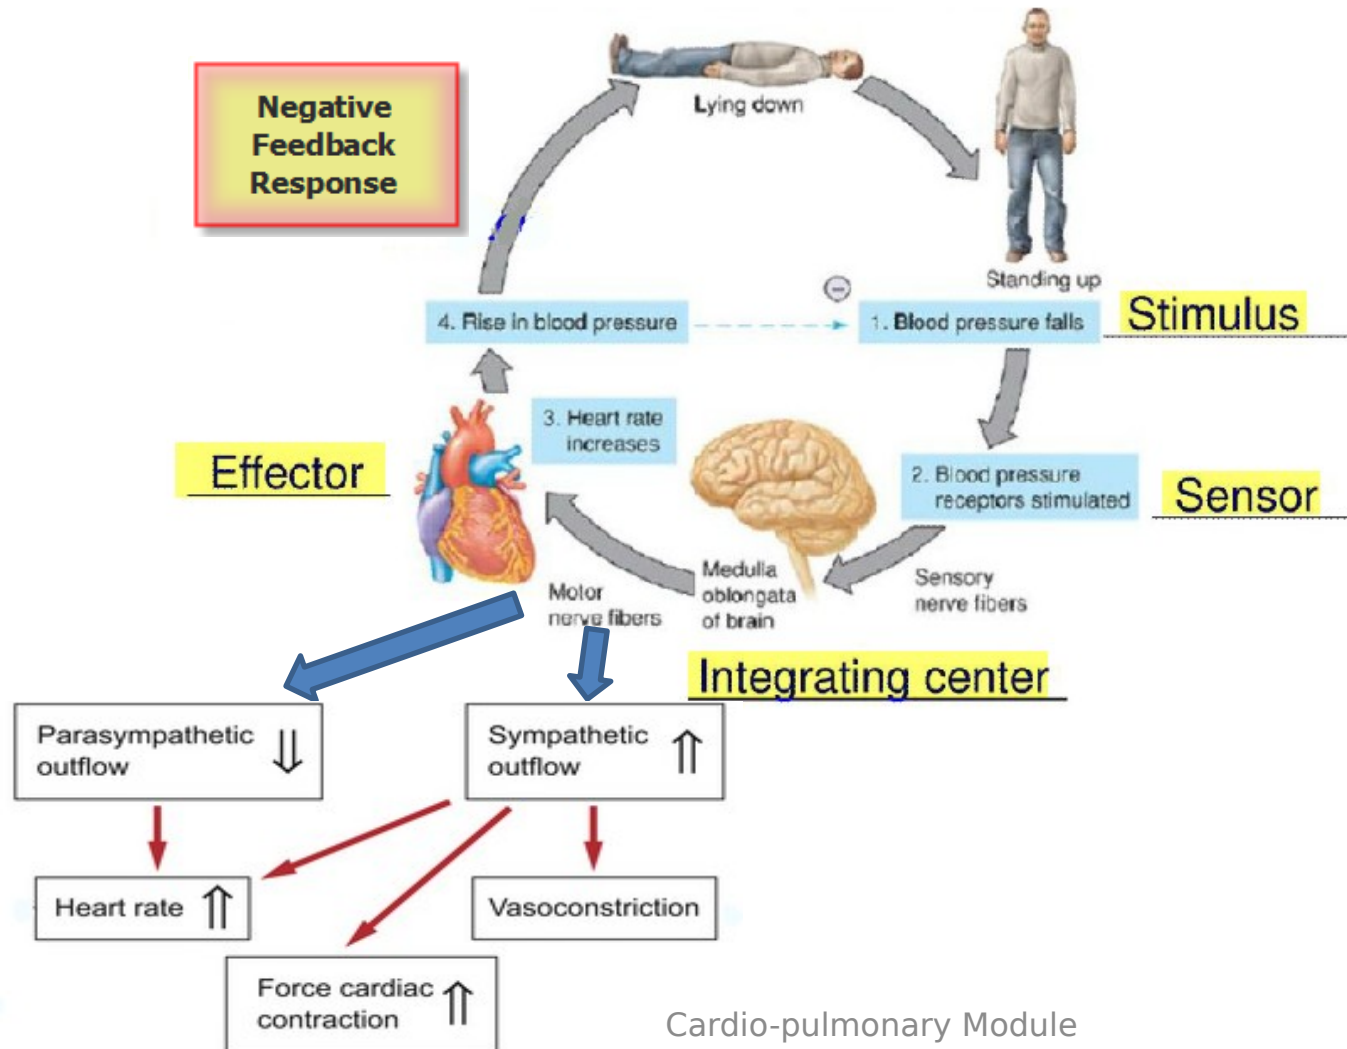 Negative
Feedback
Response
Lying down
Standing up
4. Rise in blood pressure
−
1. Blood pressure falls
Stimulus
3. Heart rate
increases
Effector
2. Blood pressure
receptors stimulated
Sensor
Motor
nerve fibers
Medulla
oblongata
of brain
Sensory
nerve fibers
Integrating center
Parasympathetic
outflow ⇓
Sympathetic
outflow ⇑
Heart rate ⇑
Vasoconstriction
Force cardiac
contraction ⇑
Cardio-pulmonary Module